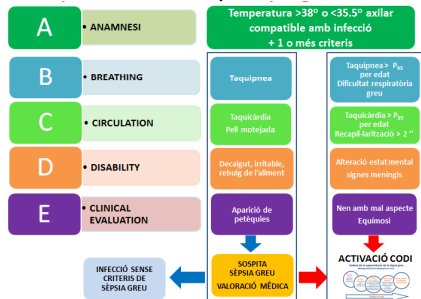 A
• ANAMNESI
Temperatura >38º o <35.5º axilar
compatible amb infecció
+ 1 o més criteris
B
• BREATHING
Taquipnea
Taquipnea > P95
per edat
Dificultat respiratòria
greu
C
• CIRCULATION
Taquicàrdia
Pell motejada
Taquicàrdia > P95
per edat
Recapil·larització > 2 ''
D
• DISABILITY
Decaigut, irritable,
rebuig de l'aliment
Alteració estat mental
signes meningis
E
• CLINICAL
EVALUATION
Aparició de
petèquies
Nen amb mal aspecte
Equimosi
INFECCIÓ SENSE
CRITERIS DE
SÈPSIA GREU
SOSPITA
SÈPSIA GREU
VALORACIÓ MÈDICA
ACTIVACIÓ CODI